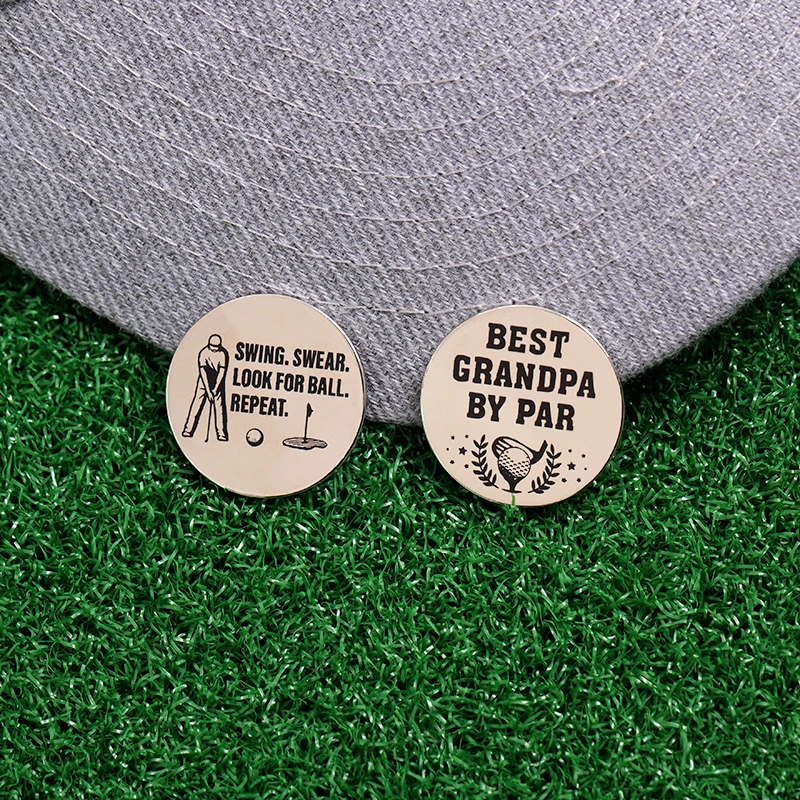 SWING. SWEAR.
LOOK FOR BALL.
REPEAT.
BEST
GRANDPA
BY PAR